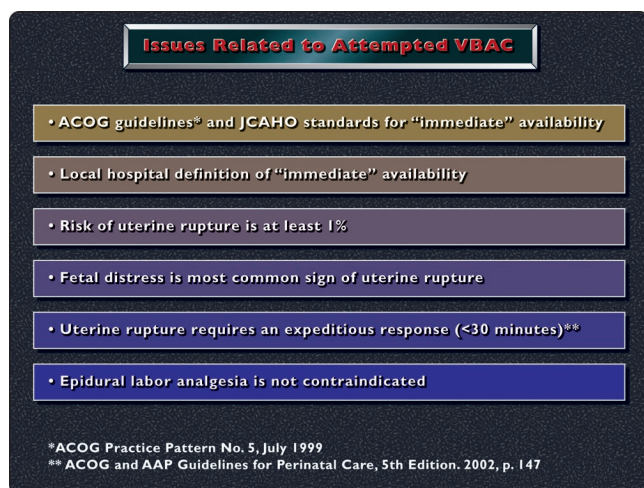 Issues Related to Attempted VBAC
• ACOG guidelines* and JCAHO standards for “immediate” availability
• Local hospital definition of “immediate” availability
• Risk of uterine rupture is at least 1%
• Fetal distress is most common sign of uterine rupture
• Uterine rupture requires an expeditious response (<30 minutes)**
• Epidural labor analgesia is not contraindicated
*ACOG Practice Pattern No. 5, July 1999
** ACOG and AAP Guidelines for Perinatal Care, 5th Edition. 2002, p. 147